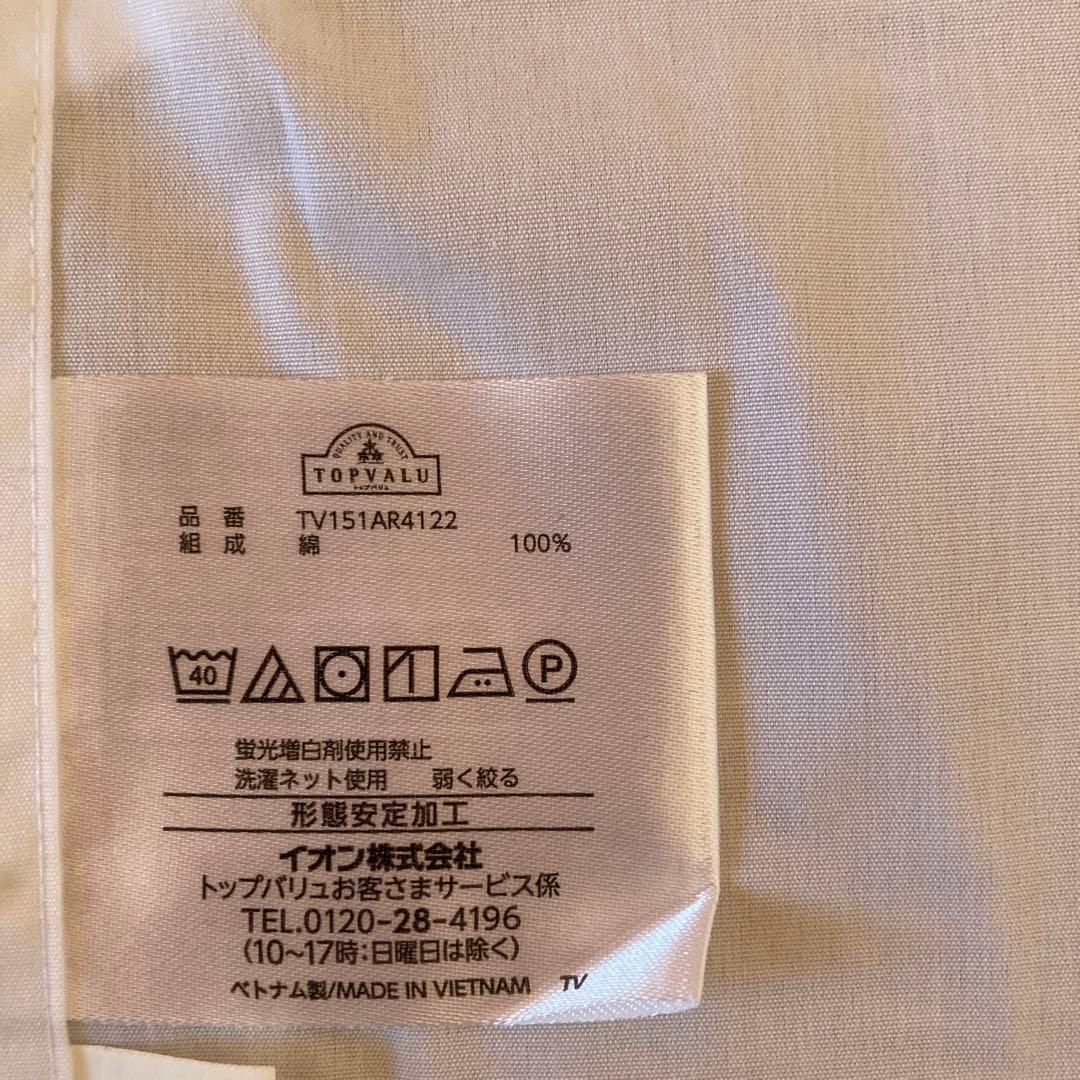 QUALITY AND TRUST
TOPVALU
トップバリュ
品番 TV151AR4122
組成 綿 100%
40 P
蛍光増白剤使用禁止
洗濯ネット使用 弱く絞る
形態安定加工
イオン株式会社
トップバリュお客さまサービス係
TEL.0120-28-4196
(10~17時:日曜日は除く)
ベトナム製/MADE IN VIETNAM TV